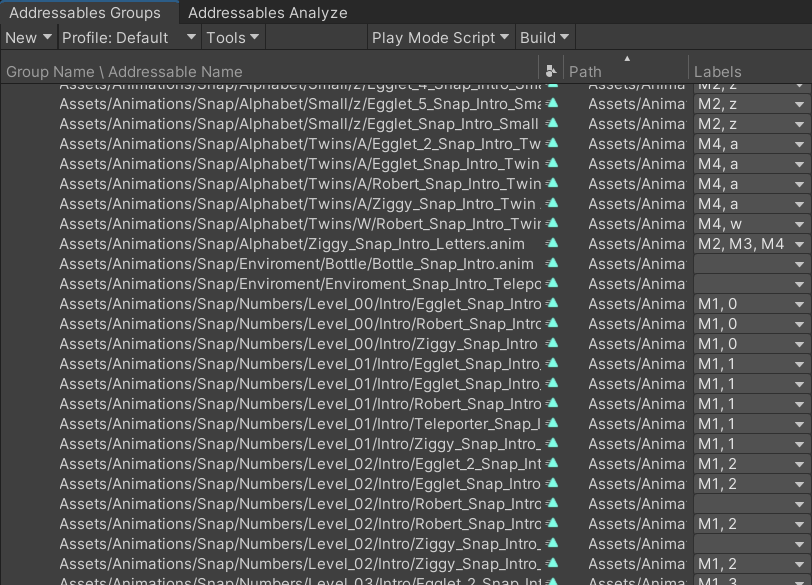 Addressables Groups Addressables Analyze
New Profile: Default Tools Play Mode Script Build
Group Name \ Addressable Name Path Labels
Assets/Animations/Snap/Alphabet/Small/z/Egglet_4_Snap_Intro_Sma Assets/Anima M2, z
Assets/Animations/Snap/Alphabet/Small/z/Egglet_5_Snap_Intro_Sma Assets/Anima M2, z
Assets/Animations/Snap/Alphabet/Small/z/Egglet_Snap_Intro_Small Assets/Anima M2, z
Assets/Animations/Snap/Alphabet/Twins/A/Egglet_2_Snap_Intro_Tw Assets/Anima M4, a
Assets/Animations/Snap/Alphabet/Twins/A/Egglet_Snap_Intro_Twin Assets/Anima M4, a
Assets/Animations/Snap/Alphabet/Twins/A/Robert_Snap_Intro_Twin Assets/Anima M4, a
Assets/Animations/Snap/Alphabet/Twins/A/Ziggy_Snap_Intro_Twin Assets/Anima M4, a
Assets/Animations/Snap/Alphabet/Twins/W/Robert_Snap_Intro_Twir Assets/Anima M4, w
Assets/Animations/Snap/Alphabet/Ziggy_Snap_Intro_Letters.anim Assets/Anima M2, M3, M4
Assets/Animations/Snap/Enviroment/Bottle/Bottle_Snap_Intro.anim Assets/Anima
Assets/Animations/Snap/Enviroment/Enviroment_Snap_Intro_Telepo Assets/Anima
Assets/Animations/Snap/Numbers/Level_00/Intro/Egglet_Snap_Intro Assets/Anima M1, 0
Assets/Animations/Snap/Numbers/Level_00/Intro/Robert_Snap_Intro Assets/Anima M1, 0
Assets/Animations/Snap/Numbers/Level_00/Intro/Ziggy_Snap_Intro Assets/Anima M1, 0
Assets/Animations/Snap/Numbers/Level_01/Intro/Egglet_Snap_Intro_ Assets/Anima M1, 1
Assets/Animations/Snap/Numbers/Level_01/Intro/Egglet_Snap_Intro_ Assets/Anima M1, 1
Assets/Animations/Snap/Numbers/Level_01/Intro/Robert_Snap_Intro Assets/Anima M1, 1
Assets/Animations/Snap/Numbers/Level_01/Intro/Teleporter_Snap_I Assets/Anima M1, 1
Assets/Animations/Snap/Numbers/Level_01/Intro/Ziggy_Snap_Intro_ Assets/Anima M1, 1
Assets/Animations/Snap/Numbers/Level_02/Intro/Egglet_2_Snap_Int Assets/Anima M1, 2
Assets/Animations/Snap/Numbers/Level_02/Intro/Egglet_Snap_Intro Assets/Anima M1, 2
Assets/Animations/Snap/Numbers/Level_02/Intro/Robert_Snap_Intro Assets/Anima
Assets/Animations/Snap/Numbers/Level_02/Intro/Robert_Snap_Intro Assets/Anima M1, 2
Assets/Animations/Snap/Numbers/Level_02/Intro/Ziggy_Snap_Intro_ Assets/Anima
Assets/Animations/Snap/Numbers/Level_02/Intro/Ziggy_Snap_Intro_ Assets/Anima M1, 2
Assets/Animations/Snap/Numbers/Level_03/Intro/Egglet_2_Snap_Int Assets/Anima M1, 3